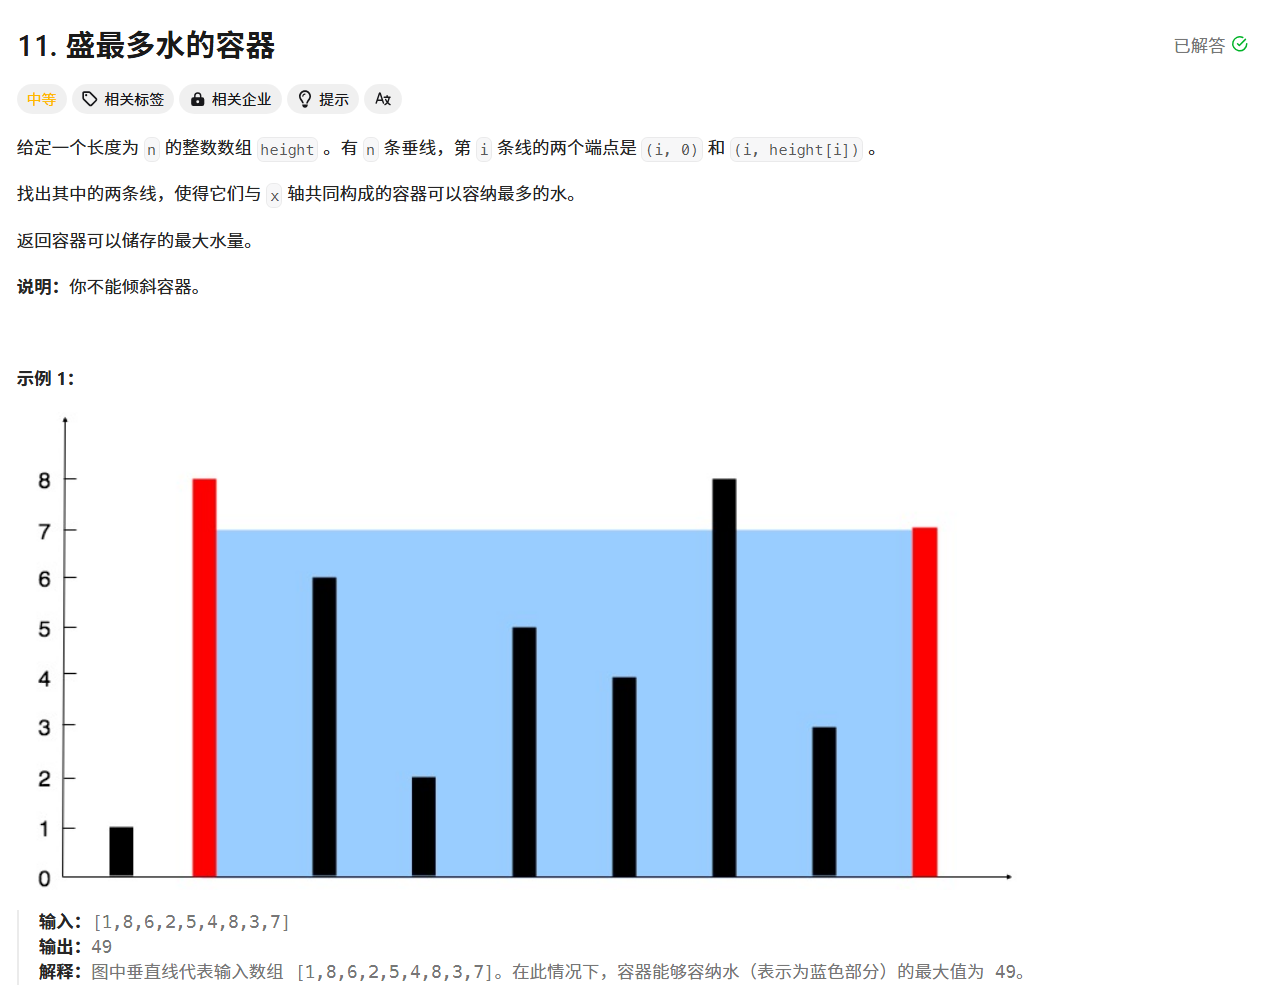 11. 盛最多水的容器
已解答
中等 相关标签 相关企业 提示
给定一个长度为 n 的整数数组 height 。有 n 条垂线，第 i 条线的两个端点是 (i, 0) 和 (i, height[i]) 。
找出其中的两条线，使得它们与 x 轴共同构成的容器可以容纳最多的水。
返回容器可以储存的最大水量。
说明：你不能倾斜容器。
示例 1：
8
7
6
5
4
3
2
1
0
输入：[1,8,6,2,5,4,8,3,7]
输出：49
解释：图中垂直线代表输入数组 [1,8,6,2,5,4,8,3,7]。在此情况下，容器能够容纳水（表示为蓝色部分）的最大值为 49。